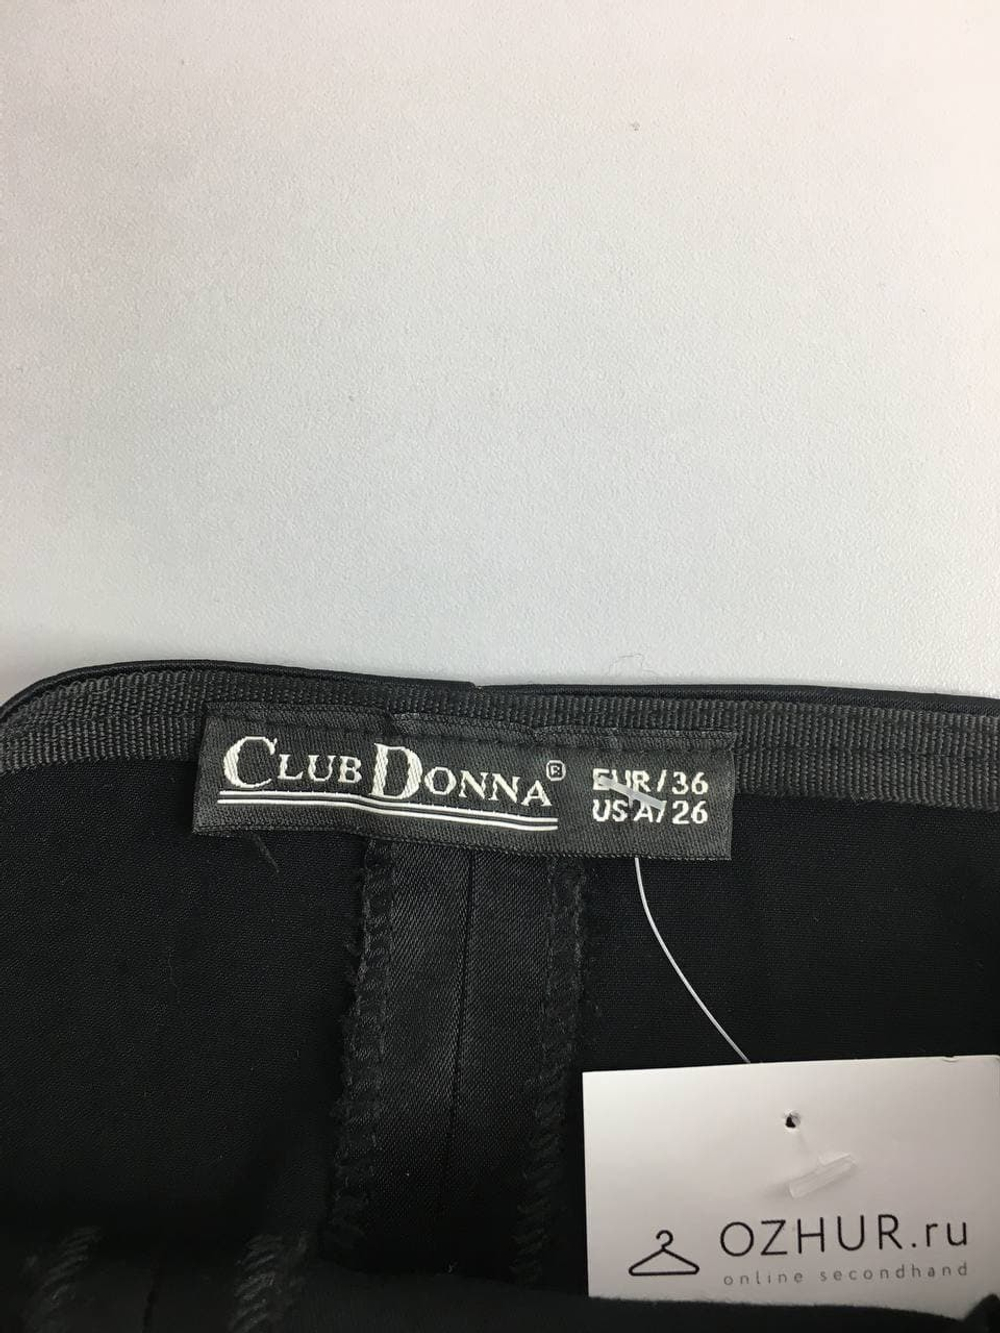 CLUB DONNA®
EUR/36
USA/26
OZHUR.ru
online secondhand